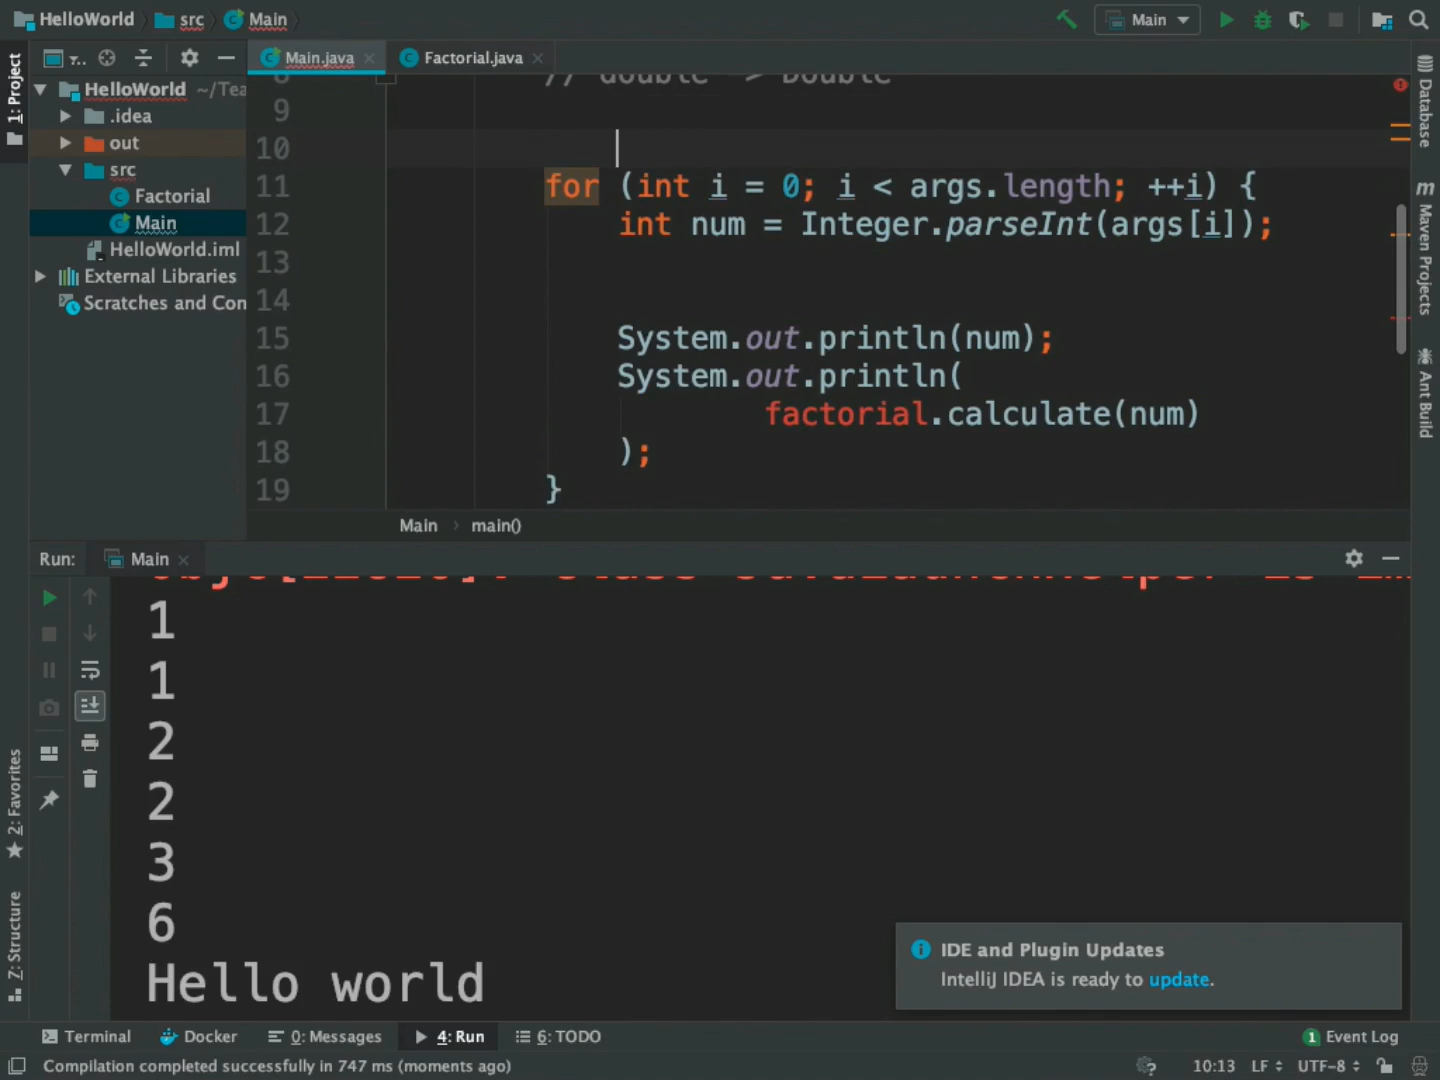 HelloWorld src Main
Main
1: Project
Main.java
Factorial.java
HelloWorld ~/Tea
.idea
out
src
Factorial
Main
HelloWorld.iml
External Libraries
Scratches and Con
// double -> Double
9
10
11 for (int i = 0; i < args.length; ++i) {
12 int num = Integer.parseInt(args[i]);
13
14
15 System.out.println(num);
16 System.out.println(
17 factorial.calculate(num)
18 );
19 }
Main main()
Database
m Maven Projects
Ant Build
Run: Main
1
1
2
2
3
6
Hello world
2: Favorites
7: Structure
IDE and Plugin Updates
IntelliJ IDEA is ready to update.
Terminal Docker 0: Messages 4: Run 6: TODO
1 Event Log
Compilation completed successfully in 747 ms (moments ago)
10:13 LF UTF-8